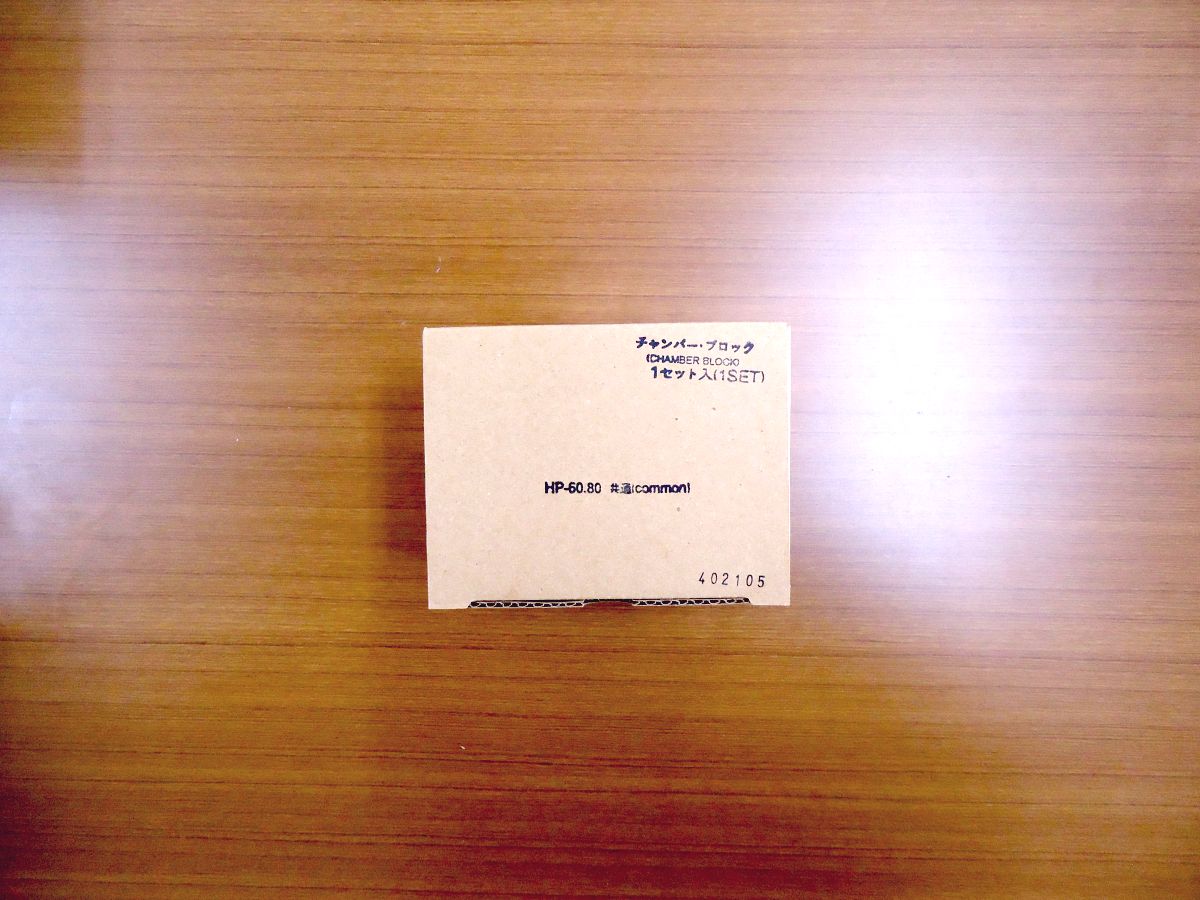 チャンバー・ブロック
(CHAMBER BLOCK)
1セット入(1SET)
HP-60.80 共通(common)
402105